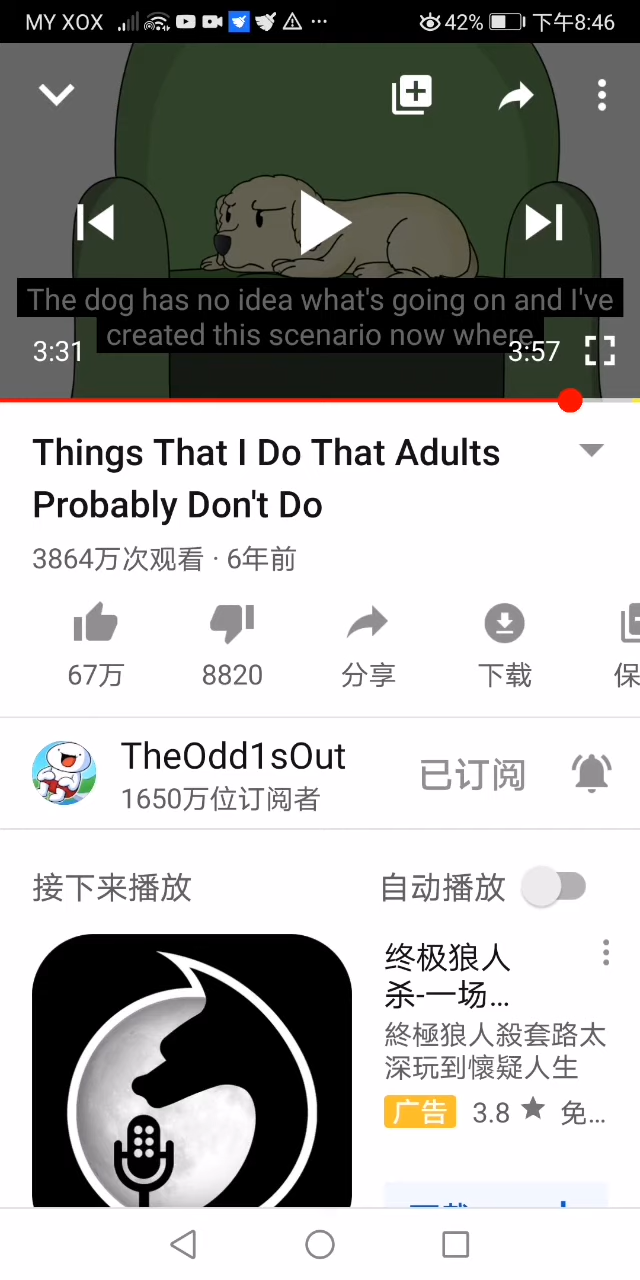 MY XOX
42%
下午8:46
The dog has no idea what's going on and I've
created this scenario now where
3:31
3:57
Things That I Do That Adults
Probably Don't Do
3864万次观看 · 6年前
67万
8820
分享
下载
保
TheOdd1sOut
1650万位订阅者
已订阅
接下来播放
自动播放
终极狼人
杀-一场...
終極狼人殺套路太
深玩到懷疑人生
广告 3.8 ★ 免...